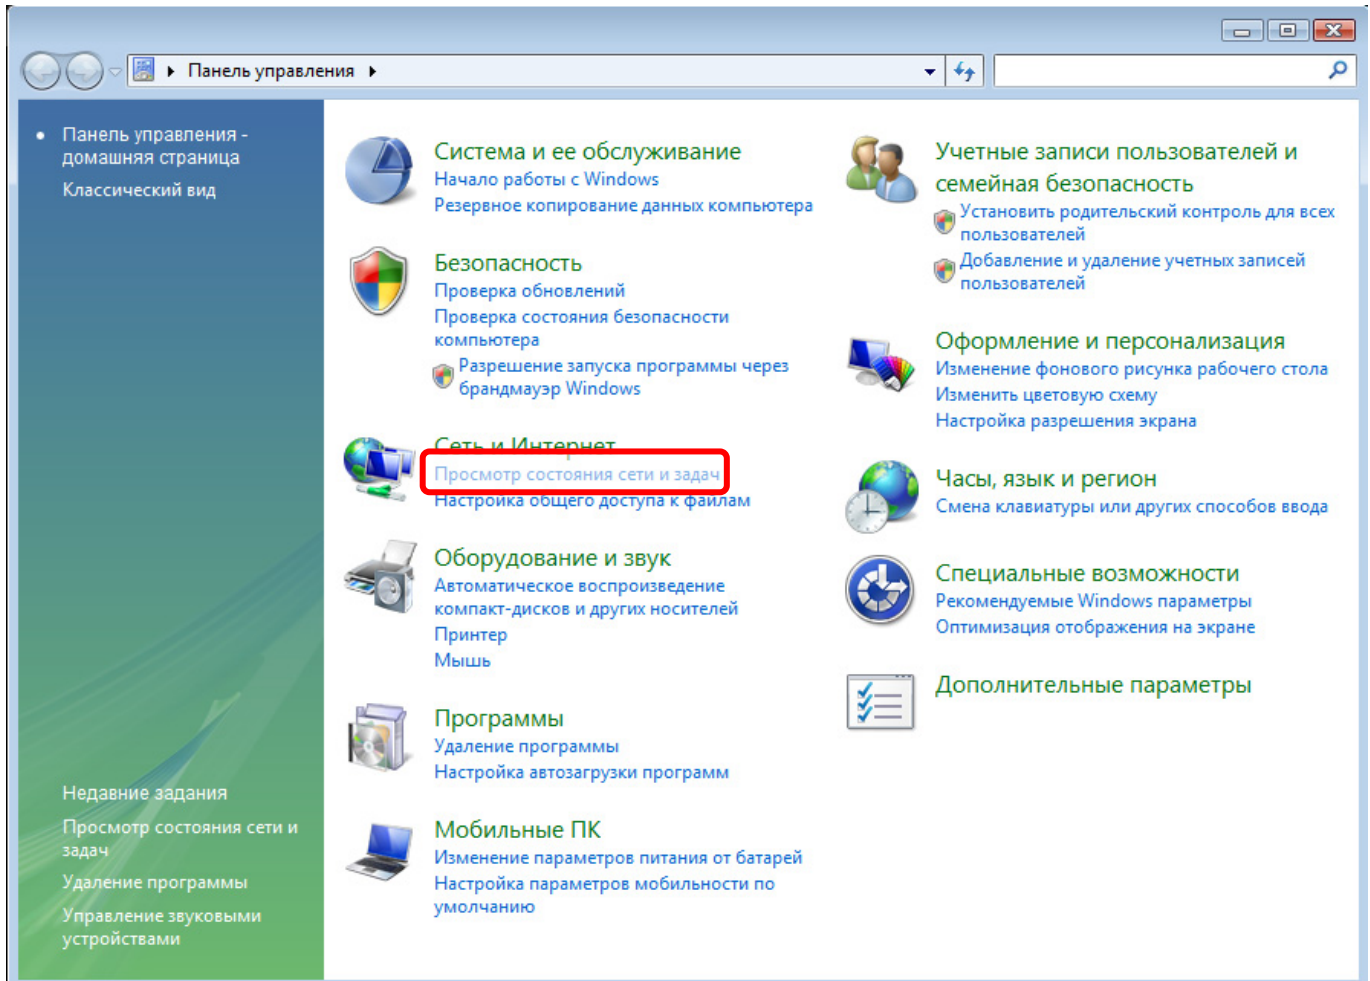 Панель управления
Панель управления -
домашняя страница
Классический вид
Недавние задания
Просмотр состояния сети и
задач
Удаление программы
Управление звуковыми
устройствами
Система и ее обслуживание
Начало работы с Windows
Резервное копирование данных компьютера
Безопасность
Проверка обновлений
Проверка состояния безопасности
компьютера
Разрешение запуска программы через
брандмауэр Windows
Сеть и Интернет
Просмотр состояния сети и задач
Настройка общего доступа к файлам
Оборудование и звук
Автоматическое воспроизведение
компакт-дисков и других носителей
Принтер
Мышь
Программы
Удаление программы
Настройка автозагрузки программ
Мобильные ПК
Изменение параметров питания от батарей
Настройка параметров мобильности по
умолчанию
Учетные записи пользователей и
семейная безопасность
Установить родительский контроль для всех
пользователей
Добавление и удаление учетных записей
пользователей
Оформление и персонализация
Изменение фонового рисунка рабочего стола
Изменить цветовую схему
Настройка разрешения экрана
Часы, язык и регион
Смена клавиатуры или других способов ввода
Специальные возможности
Рекомендуемые Windows параметры
Оптимизация отображения на экране
Дополнительные параметры